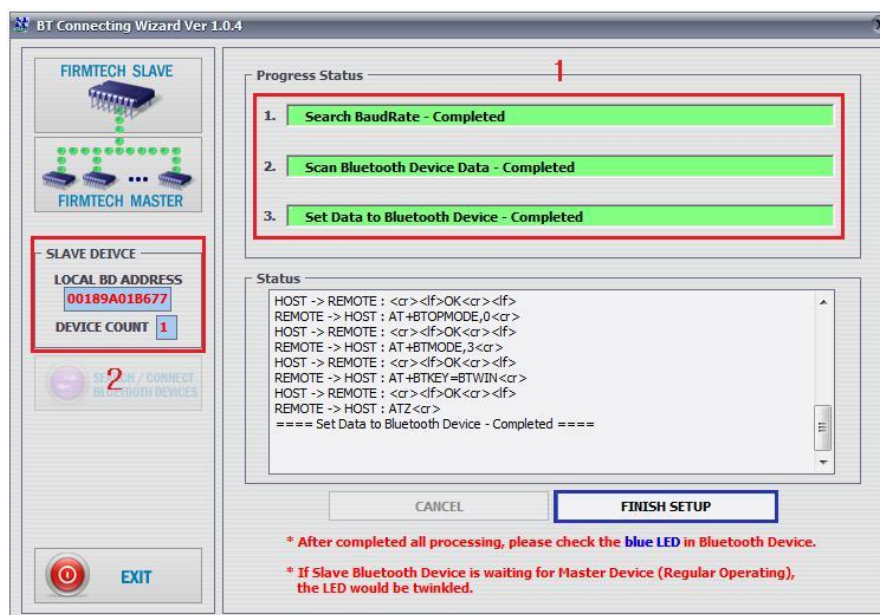 BT Connecting Wizard Ver 1.0.4
FIRMTECH SLAVE
FIRMTECH MASTER
SLAVE DEIVCE
LOCAL BD ADDRESS
00189A01B677
DEVICE COUNT 1
2
SEARCH / CONNECT
BLUETOOTH DEVICES
EXIT
Progress Status
1
1. Search BaudRate - Completed
2. Scan Bluetooth Device Data - Completed
3. Set Data to Bluetooth Device - Completed
Status
HOST -> REMOTE : <cr><lf>OK<cr><lf>
REMOTE -> HOST : AT+BTOPMODE,0<cr>
HOST -> REMOTE : <cr><lf>OK<cr><lf>
REMOTE -> HOST : AT+BTMODE,3<cr>
HOST -> REMOTE : <cr><lf>OK<cr><lf>
REMOTE -> HOST : AT+BTKEY=BTWIN<cr>
HOST -> REMOTE : <cr><lf>OK<cr><lf>
REMOTE -> HOST : ATZ<cr>
==== Set Data to Bluetooth Device - Completed ====
CANCEL
FINISH SETUP
* After completed all processing, please check the blue LED in Bluetooth Device.
* If Slave Bluetooth Device is waiting for Master Device (Regular Operating),
the LED would be twinkled.